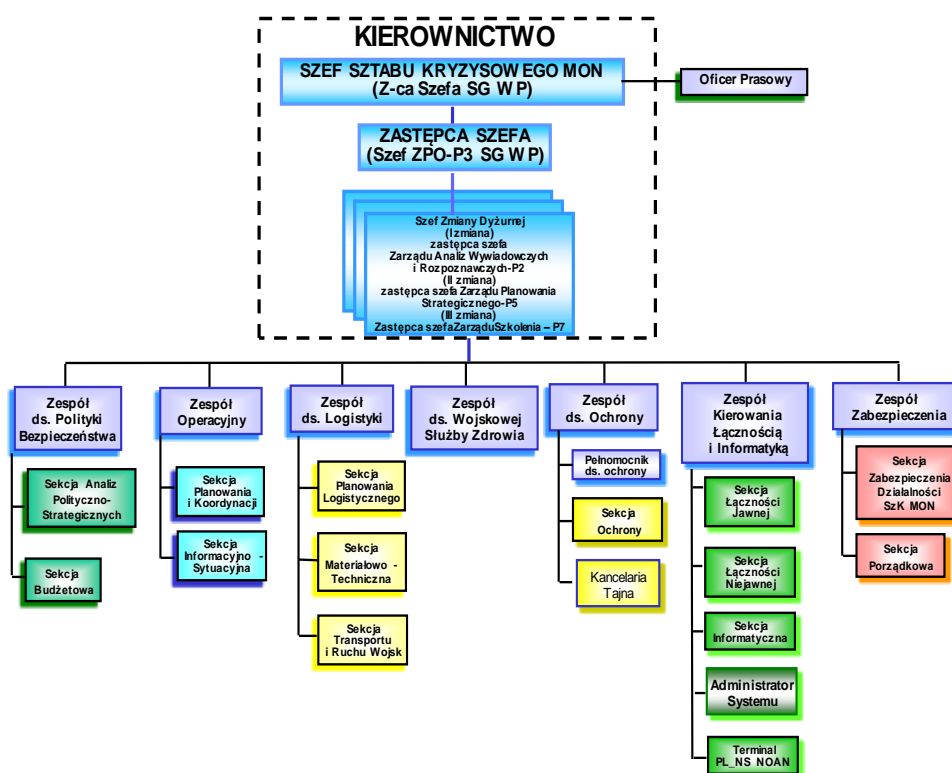 KIEROWNICTWO
SZEF SZTABU KRYZYSOWEGO MON
(Z-ca Szefa SG WP)
Oficer Prasowy
ZASTĘPCA SZEFA
(Szef ZPO-P3 SG WP)
Szef Zmiany Dyżurnej
(I zmiana)
zastępca szefa
Zarządu Analiz Wywiadowczych
i Rozpoznawczych-P2
(II zmiana)
zastępca szefa Zarządu Planowania
Strategicznego-P5
(III zmiana)
Zastępca szefa Zarządu Szkolenia – P7
Zespół
ds. Polityki
Bezpieczeństwa
Sekcja Analiz
Polityczno-
Strategicznych
Sekcja
Budżetowa
Zespół
Operacyjny
Sekcja
Planowania
i Koordynacji
Sekcja
Informacyjno -
Sytuacyjna
Zespół
ds. Logistyki
Sekcja
Planowania
Logistycznego
Sekcja
Materiałowo -
Techniczna
Sekcja
Transportu
i Ruchu Wojsk
Zespół
ds. Wojskowej
Służby Zdrowia
Zespół
ds. Ochrony
Pełnomocnik
ds. ochrony
Sekcja
Ochrony
Kancelaria
Tajna
Zespół
Kierowania
Łącznością
i Informatyką
Sekcja
Łączności
Jawnej
Sekcja
Łączności
Niejawnej
Sekcja
Informatyczna
Administrator
Systemu
Terminal
PL_NS NOAN
Zespół
Zabezpieczenia
Sekcja
Zabezpieczenia
Działalności
SzK MON
Sekcja
Porządkowa